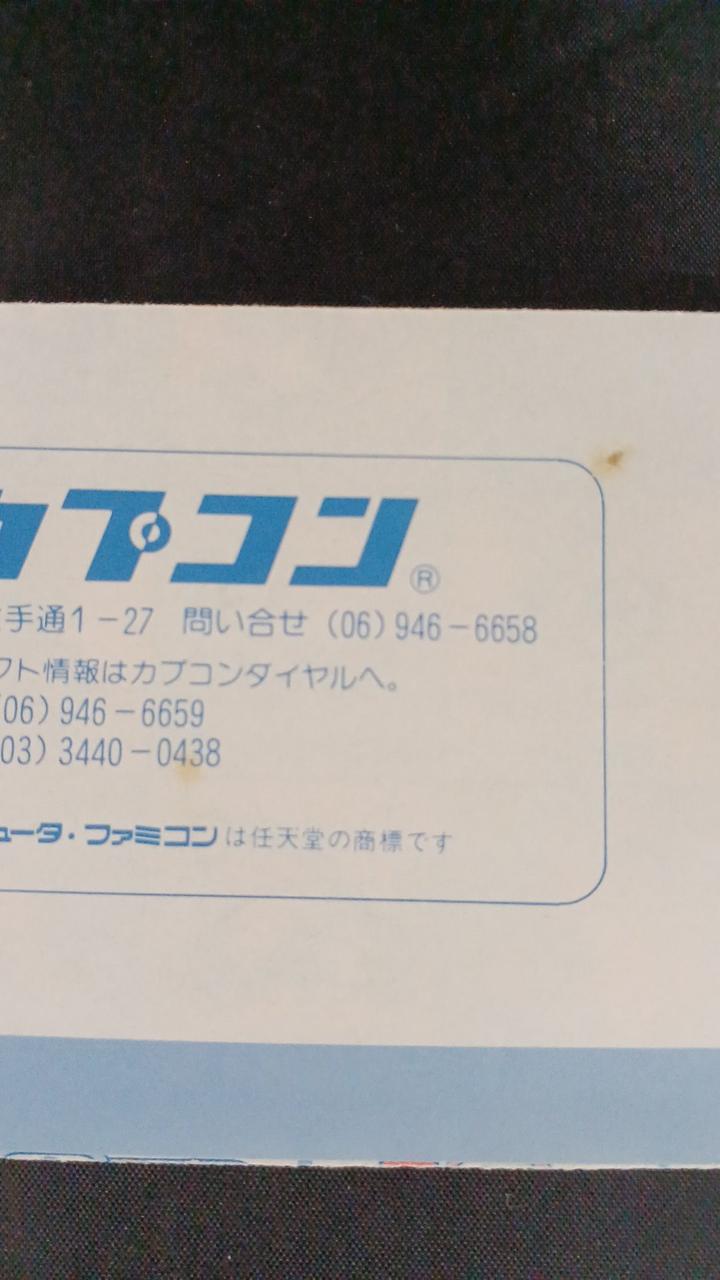 カプコン®
手通1-27 問い合せ (06) 946-6658
フト情報はカプコンダイヤルへ。
(06) 946-6659
(03) 3440-0438
ュータ・ファミコンは任天堂の商標です